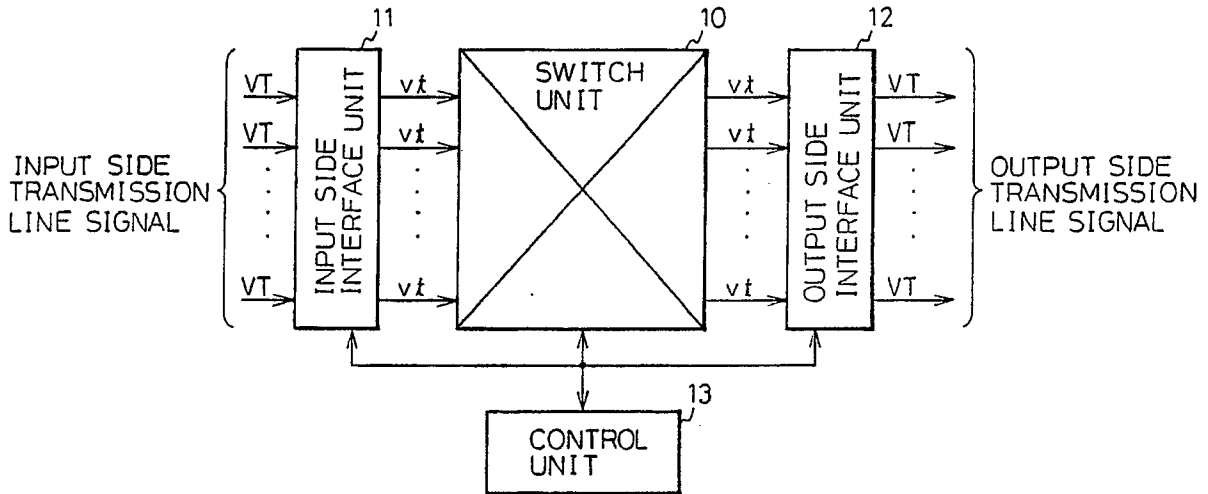 11
10
12
INPUT SIDE
TRANSMISSION
LINE SIGNAL
VT
VT
VT
INPUT SIDE
INTERFACE UNIT
vt
vt
vt
SWITCH
UNIT
vt
vt
vt
OUTPUT SIDE
INTERFACE UNIT
VT
VT
VT
OUTPUT SIDE
TRANSMISSION
LINE SIGNAL
13
CONTROL
UNIT